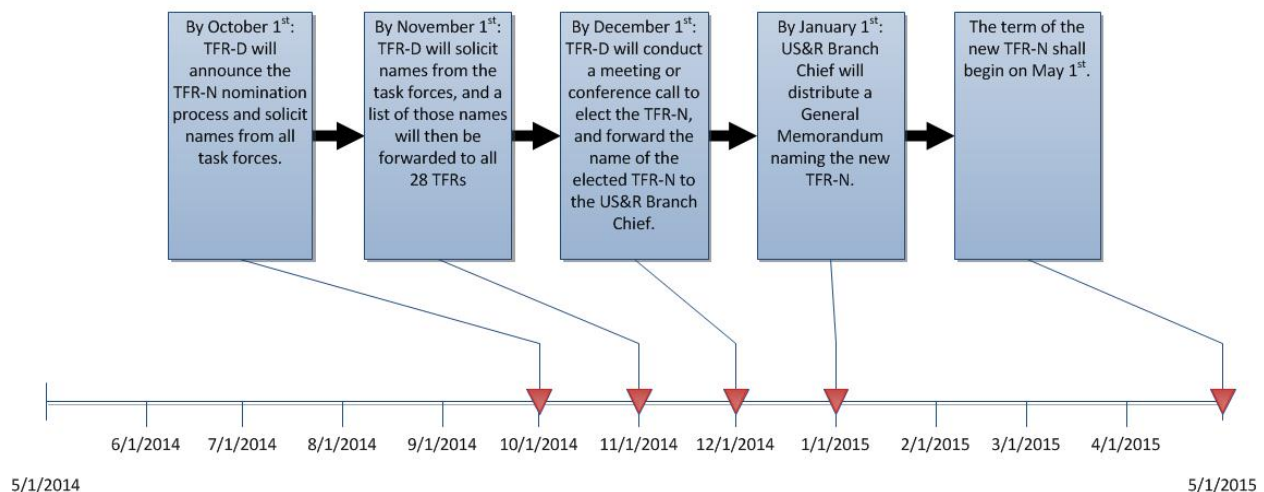 By October 1st:
TFR-D will
announce the
TFR-N nomination
process and solicit
names from all
task forces.
By November 1st:
TFR-D will solicit
names from the
task forces, and a
list of those names
will then be
forwarded to all
28 TFRs
By December 1st:
TFR-D will conduct
a meeting or
conference call to
elect the TFR-N,
and forward the
name of the
elected TFR-N to
the US&R Branch
Chief.
By January 1st:
US&R Branch
Chief will
distribute a
General
Memorandum
naming the new
TFR-N.
The term of the
new TFR-N shall
begin on May 1st.
6/1/2014
7/1/2014
8/1/2014
9/1/2014
10/1/2014
11/1/2014
12/1/2014
1/1/2015
2/1/2015
3/1/2015
4/1/2015
5/1/2014
5/1/2015